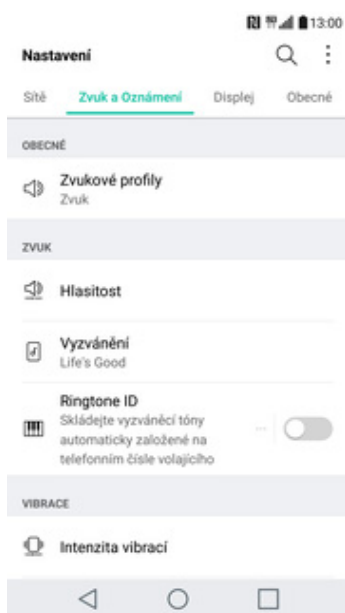 13:00
Nastavení
Sítě Zvuk a Oznámení Displej Obecné
OBECNÉ
Zvukové profily
Zvuk
ZVUK
Hlasitost
Vyzvánění
Life's Good
Ringtone ID
Skládejte vyzváněcí tóny
automaticky založené na
telefonním čísle volajícího
VIBRACE
Intenzita vibrací